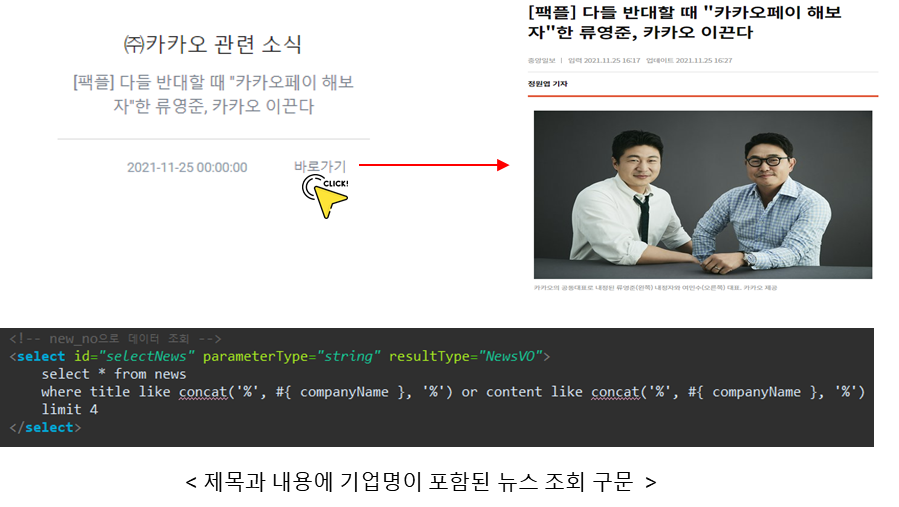 ㈜카카오 관련 소식
[팩플] 다들 반대할 때 "카카오페이 해보
자"한 류영준, 카카오 이끈다
2021-11-25 00:00:00 바로가기
CLICK!
[팩플] 다들 반대할 때 "카카오페이 해보
자"한 류영준, 카카오 이끈다
중앙일보 | 입력 2021.11.25 16:17 업데이트 2021.11.25 16:27
정원엽 기자
카카오의 공동대표로 내정된 류영준(왼쪽) 내정자와 여민수(오른쪽) 대표. 카카오 제공
<!-- new_no으로 데이터 조회 -->
<select id="selectNews" parameterType="string" resultType="NewsVO">
select * from news
where title like concat('%', #{ companyName }, '%') or content like concat('%', #{ companyName }, '%')
limit 4
</select>
< 제목과 내용에 기업명이 포함된 뉴스 조회 구문 >